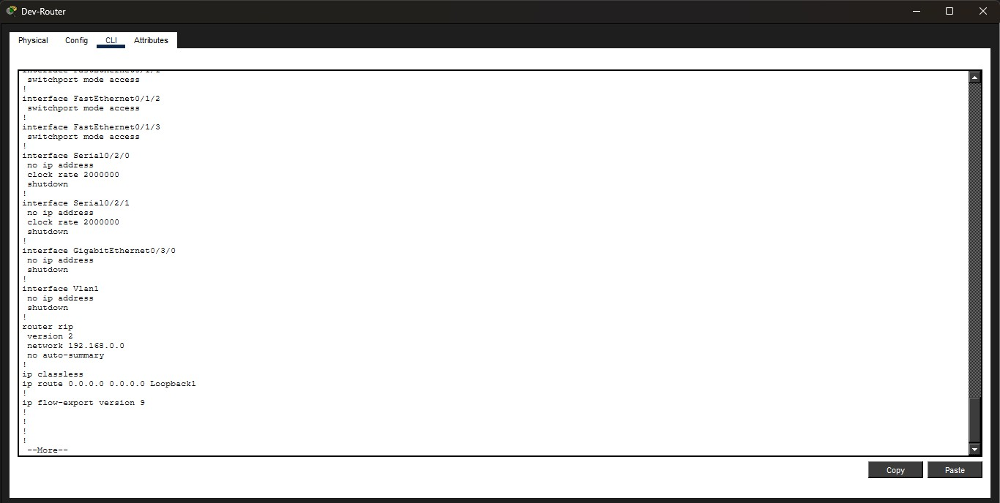 Dev-Router
Physical Config CLI Attributes
interface FastEthernet0/1/1
 switchport mode access
!
interface FastEthernet0/1/2
 switchport mode access
!
interface FastEthernet0/1/3
 switchport mode access
!
interface Serial0/2/0
 no ip address
 clock rate 2000000
 shutdown
!
interface Serial0/2/1
 no ip address
 clock rate 2000000
 shutdown
!
interface GigabitEthernet0/3/0
 no ip address
 shutdown
!
interface Vlan1
 no ip address
 shutdown
!
router rip
 version 2
 network 192.168.0.0
 no auto-summary
!
ip classless
ip route 0.0.0.0 0.0.0.0 Loopback1
!
ip flow-export version 9
!
!
!
!
 --More--
Copy Paste